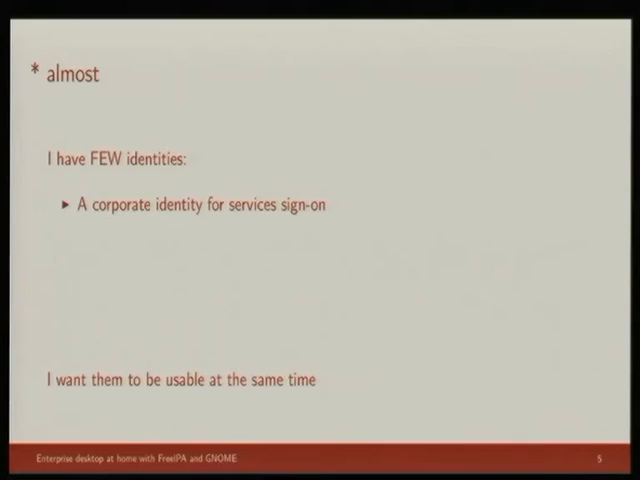 * almost
I have FEW identities:
▶ A corporate identity for services sign-on
I want them to be usable at the same time
Enterprise desktop at home with FreeIPA and GNOME
5